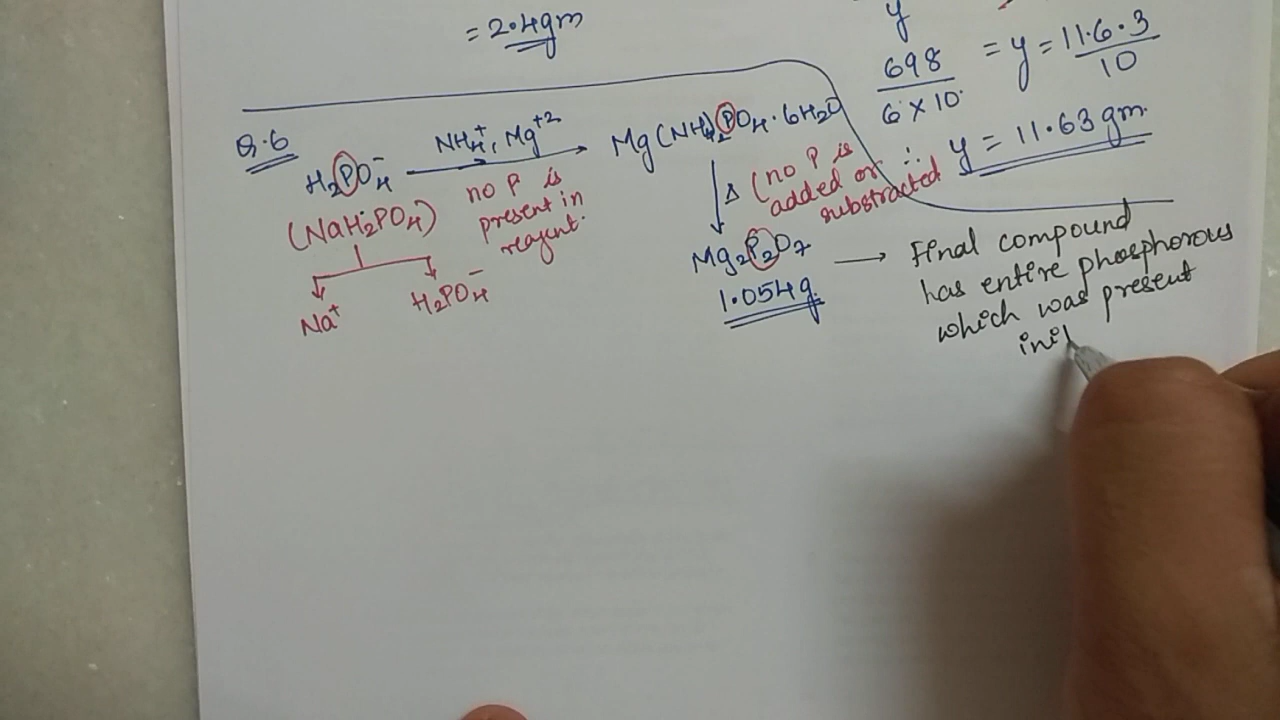 = 2.4gm
y
698
6 × 10
= y = 11.6.3
10
∴ y = 11.63 gm.
Q.6
H₂PO₄⁻
NH₄⁺, Mg⁺²
Mg(NH₄)₂PO₄·6H₂O
(NaH₂PO₄)
no P is
present in
reagent.
Na⁺
H₂PO₄⁻
Δ (no P is
added or
substracted
Mg₂P₂O₇
1.054g.
Final compound
has entire phosphorous
which was present
ini